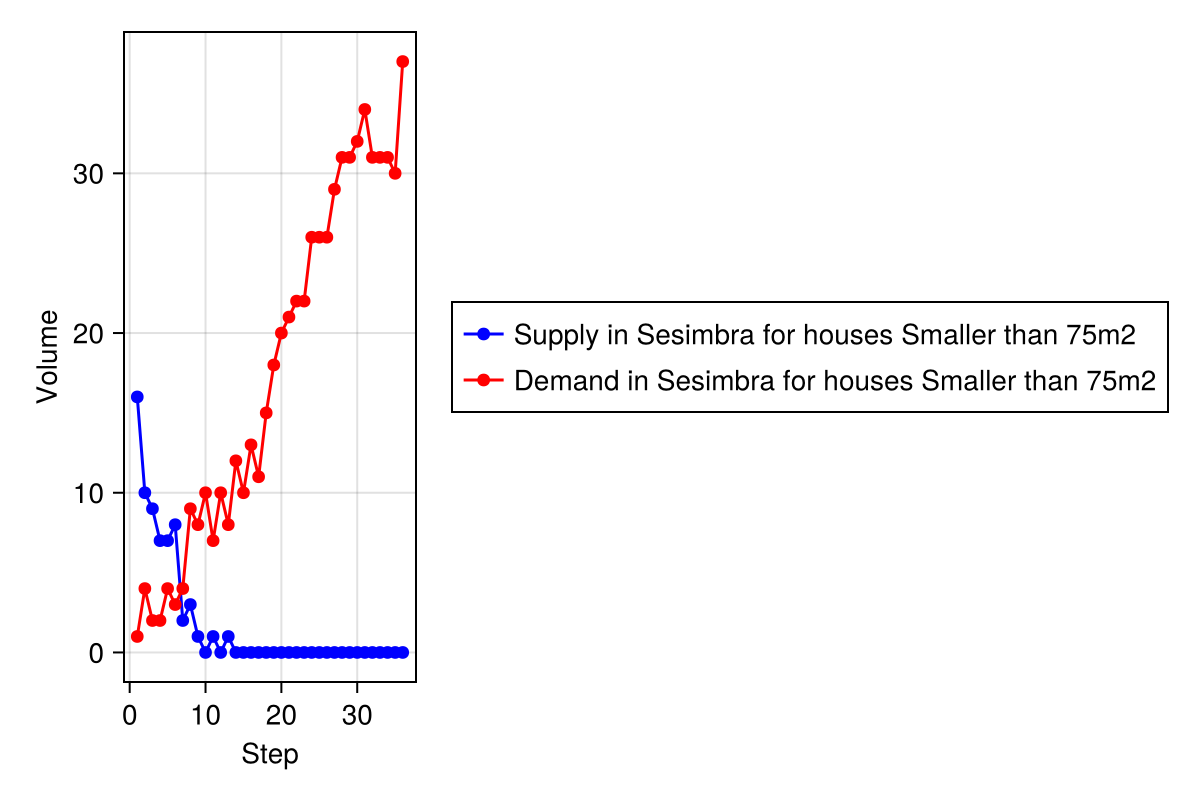 30
20
10
0
Volume
0 10 20 30
Step
Supply in Sesimbra for houses Smaller than 75m2
Demand in Sesimbra for houses Smaller than 75m2